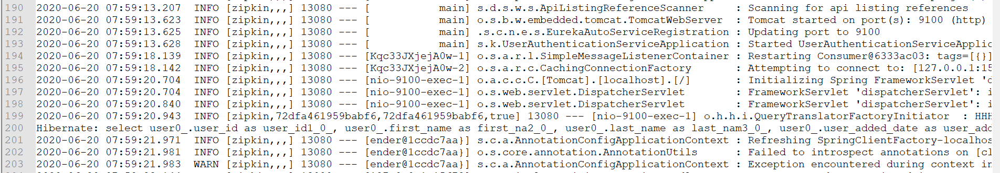 190 2020-06-20 07:59:13.207  INFO [zipkin,,,] 13080 --- [           main] s.d.s.w.s.ApiListingReferenceScanner     : Scanning for api listing references
191 2020-06-20 07:59:13.623  INFO [zipkin,,,] 13080 --- [           main] o.s.b.w.embedded.tomcat.TomcatWebServer  : Tomcat started on port(s): 9100 (http)
192 2020-06-20 07:59:13.625  INFO [zipkin,,,] 13080 --- [           main] .s.c.n.e.s.EurekaAutoServiceRegistration : Updating port to 9100
193 2020-06-20 07:59:13.628  INFO [zipkin,,,] 13080 --- [           main] s.k.UserAuthenticationServiceApplication : Started UserAuthenticationServiceApplic
194 2020-06-20 07:59:18.139  INFO [zipkin,,,] 13080 --- [Kqc33JXjejA0w-1] o.s.a.r.l.SimpleMessageListenerContainer : Restarting Consumer@6333ac03: tags=[{}]
195 2020-06-20 07:59:18.142  INFO [zipkin,,,] 13080 --- [Kqc33JXjejA0w-2] o.s.a.r.c.CachingConnectionFactory       : Attempting to connect to: [127.0.0.1:15
196 2020-06-20 07:59:20.704  INFO [zipkin,,,] 13080 --- [nio-9100-exec-1] o.a.c.c.C.[Tomcat].[localhost].[/]       : Initializing Spring FrameworkServlet 'd
197 2020-06-20 07:59:20.704  INFO [zipkin,,,] 13080 --- [nio-9100-exec-1] o.s.web.servlet.DispatcherServlet        : FrameworkServlet 'dispatcherServlet': i
198 2020-06-20 07:59:20.840  INFO [zipkin,,,] 13080 --- [nio-9100-exec-1] o.s.web.servlet.DispatcherServlet        : FrameworkServlet 'dispatcherServlet': i
199 2020-06-20 07:59:20.943  INFO [zipkin,72dfa461959babf6,72dfa461959babf6,true] 13080 --- [nio-9100-exec-1] o.h.h.i.QueryTranslatorFactoryInitiator  : HHH
200 Hibernate: select user0_.user_id as user_id1_0_, user0_.first_name as first_na2_0_, user0_.last_name as last_nam3_0_, user0_.user_added_date as user_add
201 2020-06-20 07:59:21.971  INFO [zipkin,,,] 13080 --- [ender@1ccdc7aa}] s.c.a.AnnotationConfigApplicationContext : Refreshing SpringClientFactory-localhos
202 2020-06-20 07:59:21.981  INFO [zipkin,,,] 13080 --- [ender@1ccdc7aa}] o.s.core.annotation.AnnotationUtils      : Failed to introspect annotations on [cl
203 2020-06-20 07:59:21.983  WARN [zipkin,,,] 13080 --- [ender@1ccdc7aa}] s.c.a.AnnotationConfigApplicationContext : Exception encountered during context in